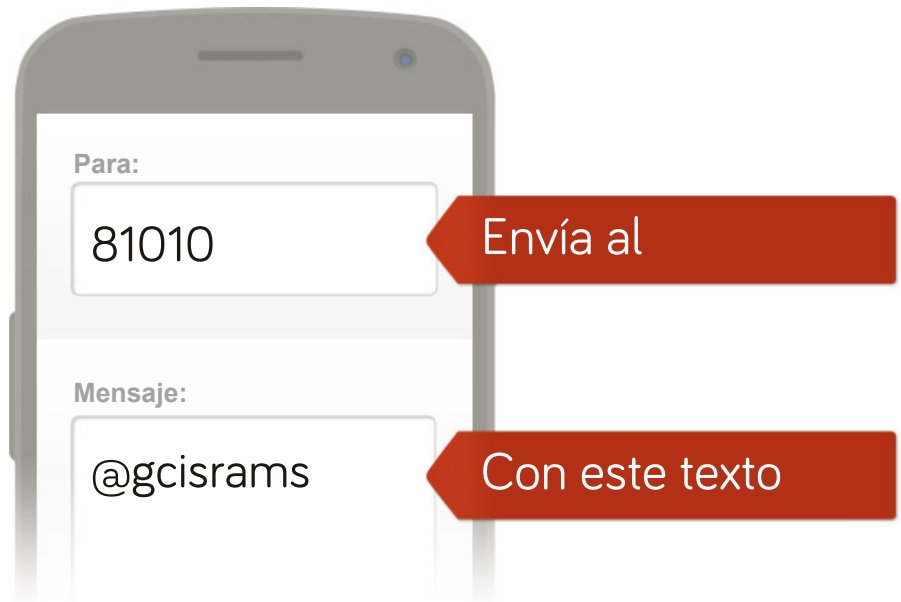 Para:
81010
Envía al
Mensaje:
@gcisrams
Con este texto